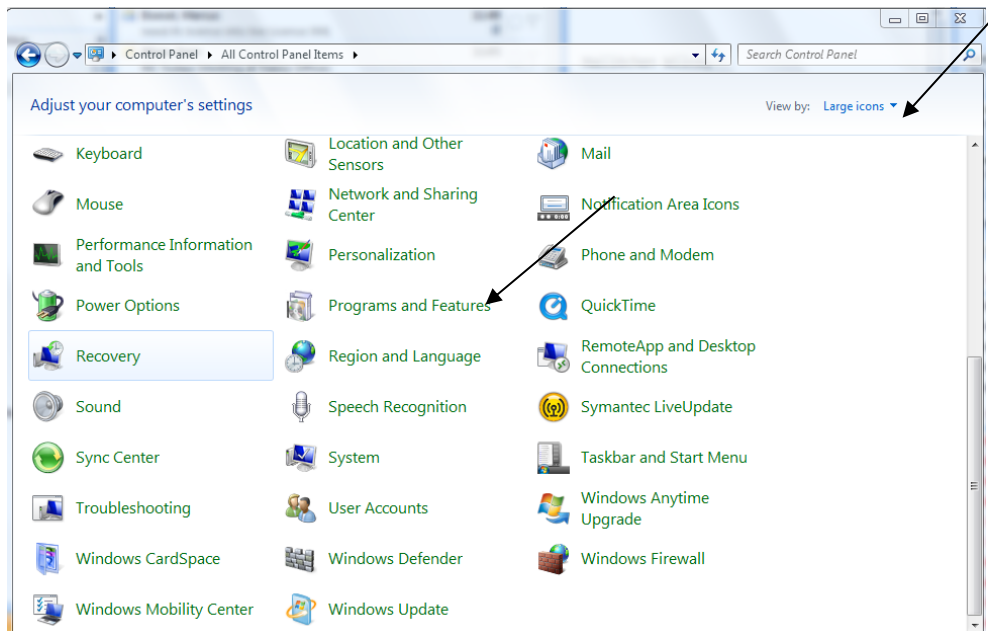 Control Panel
All Control Panel Items
Search Control Panel
Adjust your computer's settings
View by: Large icons
Keyboard
Location and Other
Sensors
Mail
Mouse
Network and Sharing
Center
Notification Area Icons
Performance Information
and Tools
Personalization
Phone and Modem
Power Options
Programs and Features
QuickTime
Recovery
Region and Language
RemoteApp and Desktop
Connections
Sound
Speech Recognition
Symantec LiveUpdate
Sync Center
System
Taskbar and Start Menu
Troubleshooting
User Accounts
Windows Anytime
Upgrade
Windows CardSpace
Windows Defender
Windows Firewall
Windows Mobility Center
Windows Update